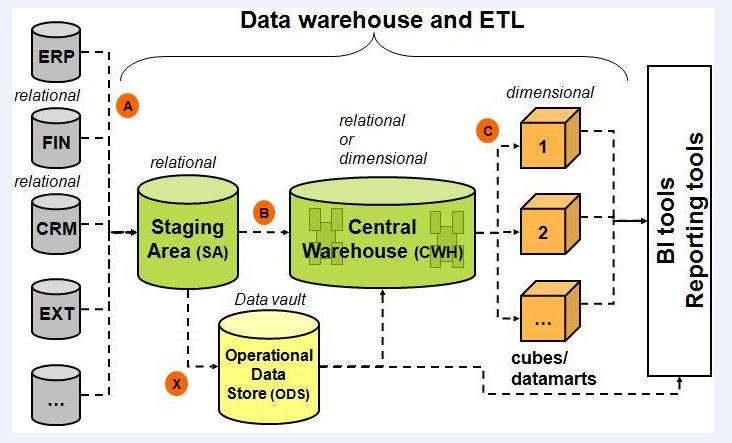 Data warehouse and ETL
ERP
relational
FIN
relational
CRM
EXT
...
A
relational
Staging
Area (SA)
B
X
Data vault
Operational
Data
Store (ODS)
relational
or
dimensional
Central
Warehouse (CWH)
C
dimensional
1
2
...
cubes/
datamarts
BI tools
Reporting tools